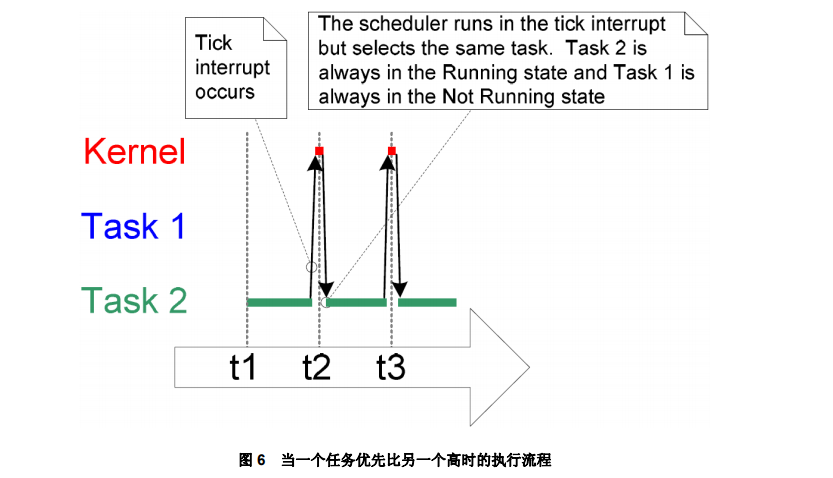 Tick
interrupt
occurs
The scheduler runs in the tick interrupt
but selects the same task.  Task 2 is
always in the Running state and Task 1 is
always in the Not Running state
Kernel
Task 1
Task 2
t1 t2 t3
图 6 当一个任务优先比另一个高时的执行流程